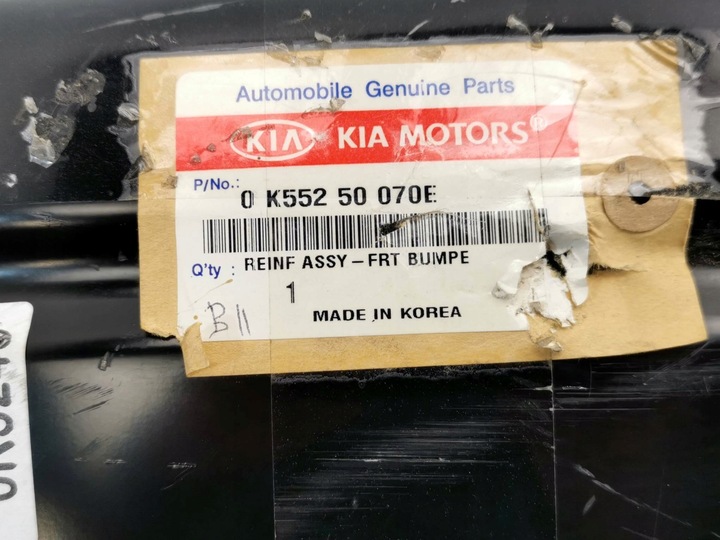 Automobile Genuine Parts
KIA KIA MOTORS®
P/No.: 0 K552 50 070E
Q'ty : REINF ASSY-FRT BUMPE
1
B11
MADE IN KOREA